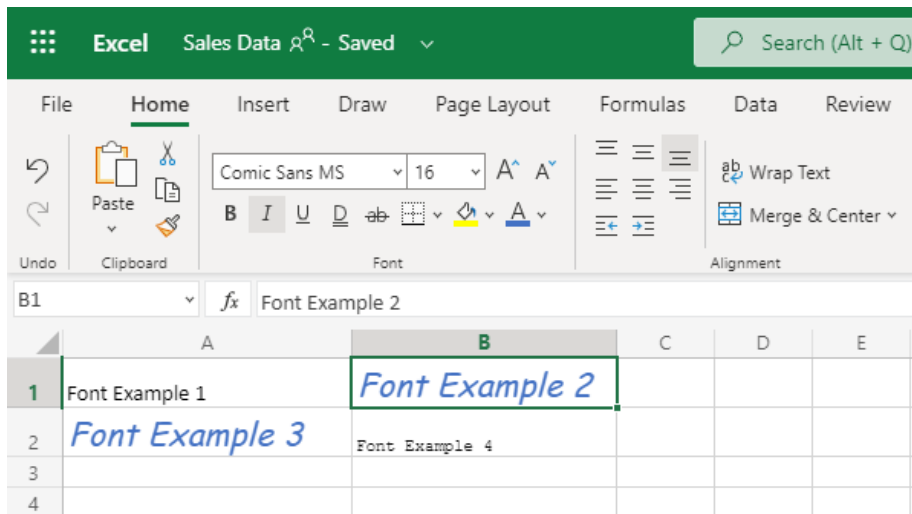 Excel Sales Data - Saved Search (Alt + Q)
File Home Insert Draw Page Layout Formulas Data Review
Comic Sans MS 16
ab c Wrap Text
Paste
B I U D ab A Merge & Center
Undo Clipboard Font Alignment
B1 fx Font Example 2
A B C D E
1 Font Example 1 Font Example 2
2 Font Example 3 Font Example 4
3
4